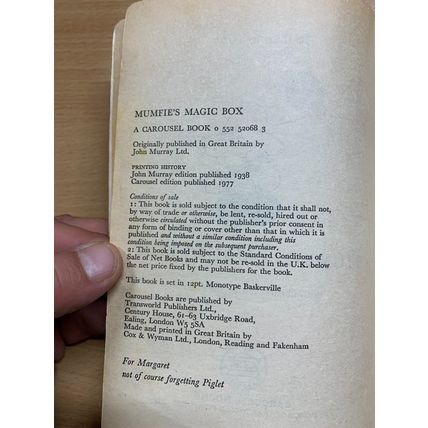 MUMFIE'S MAGIC BOX
A CAROUSEL BOOK 0 552 52068 3
Originally published in Great Britain by
John Murray Ltd.
PRINTING HISTORY
John Murray edition published 1938
Carousel edition published 1977
Conditions of sale
1: This book is sold subject to the condition that it shall not,
by way of trade or otherwise, be lent, re-sold, hired out or
otherwise circulated without the publisher's prior consent in
any form of binding or cover other than that in which it is
published and without a similar condition including this
condition being imposed on the subsequent purchaser.
2: This book is sold subject to the Standard Conditions of
Sale of Net Books and may not be re-sold in the U.K. below
the net price fixed by the publishers for the book.
This book is set in 12pt. Monotype Baskerville
Carousel Books are published by
Transworld Publishers Ltd.,
Century House, 61-63 Uxbridge Road,
Ealing, London W5 5SA
Made and printed in Great Britain by
Cox & Wyman Ltd., London, Reading and Fakenham
For Margaret
not of course forgetting Piglet